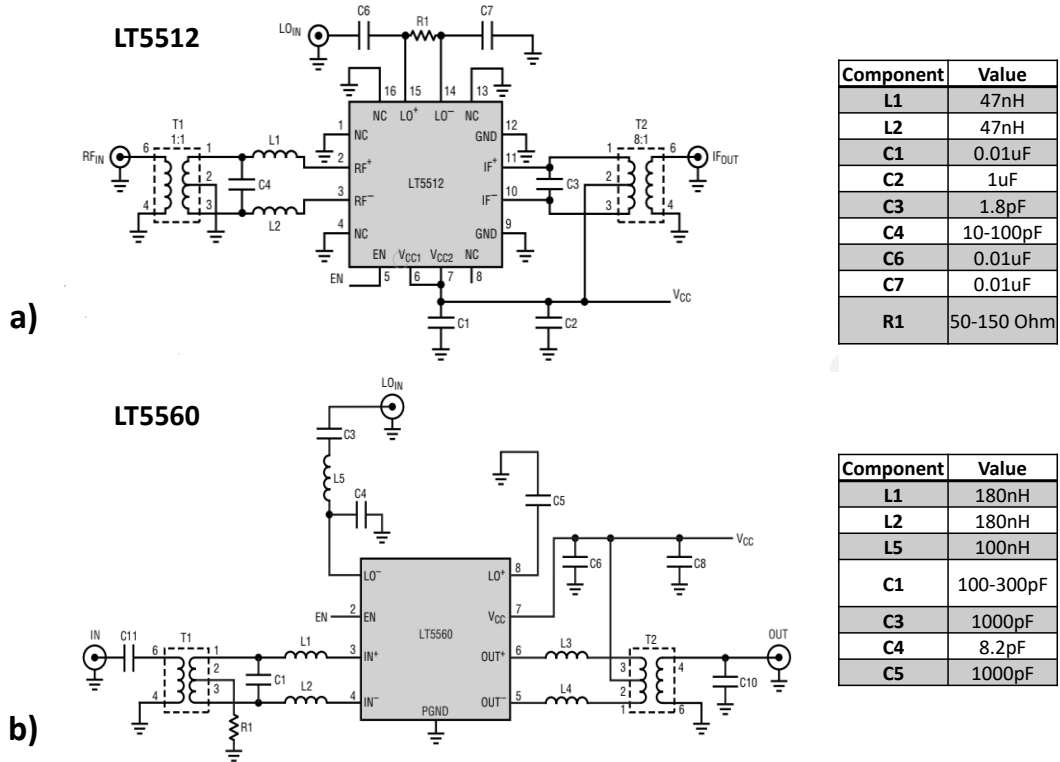 LT5512
LO_IN
C6
R1
C7
16
15
14
13
NC
LO+
LO−
NC
1
NC
GND
12
T1
1:1
6
1
2
4
3
RF_IN
L1
C4
L2
2
RF+
3
RF−
4
NC
LT5512
IF+
11
IF−
10
GND
9
C3
T2
8:1
1
2
3
6
4
IF_OUT
EN
V_CC1
V_CC2
NC
EN
5
6
7
8
V_CC
C1
C2
a)
Component Value
L1 47nH
L2 47nH
C1 0.01uF
C2 1uF
C3 1.8pF
C4 10-100pF
C6 0.01uF
C7 0.01uF
R1 50-150 Ohm
LT5560
LO_IN
C3
L5
C4
C5
V_CC
C6
C8
LO−
LO+
8
EN
2
EN
V_CC
7
LT5560
IN
C11
T1
6
1
2
3
4
R1
L1
C1
L2
3
IN+
4
IN−
OUT+
6
OUT−
5
PGND
L3
L4
T2
3
2
1
4
6
OUT
C10
b)
Component Value
L1 180nH
L2 180nH
L5 100nH
C1 100-300pF
C3 1000pF
C4 8.2pF
C5 1000pF